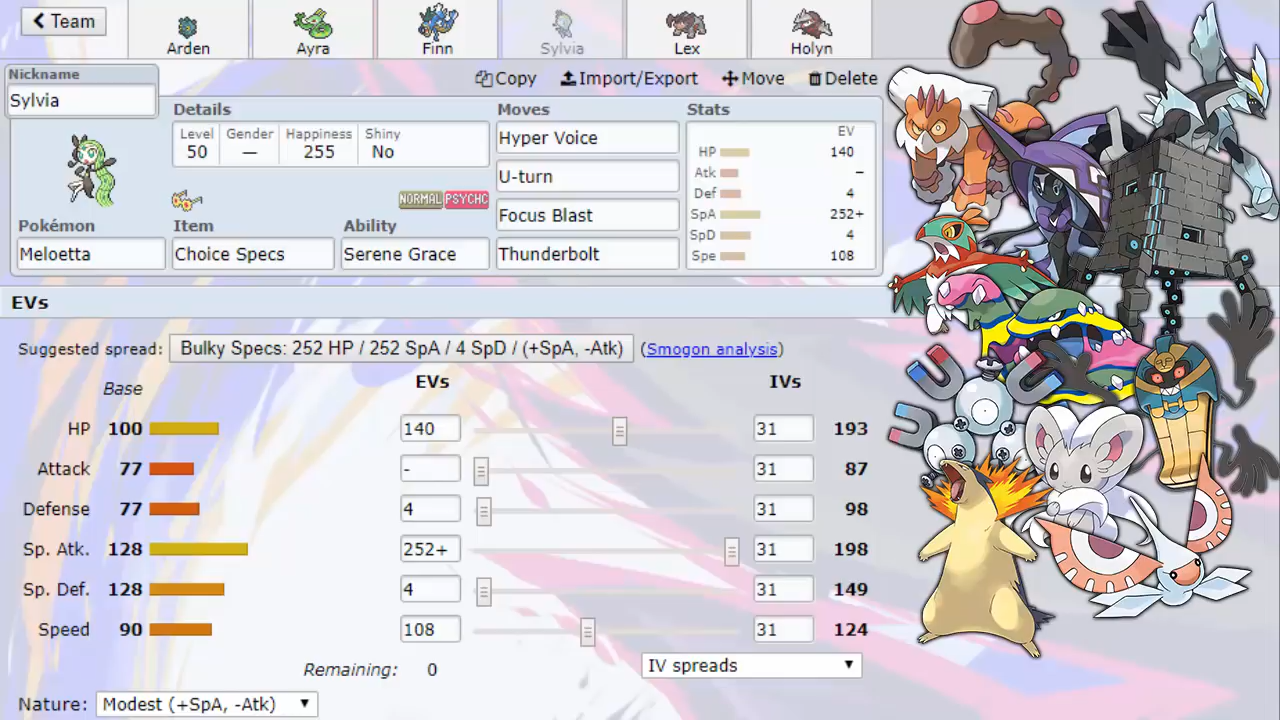 Team
Arden
Ayra
Finn
Sylvia
Lex
Holyn
Nickname
Sylvia
Copy
Import/Export
Move
Delete
Details
Level
50
Gender
—
Happiness
255
Shiny
No
NORMAL PSYCHC
Pokémon
Meloetta
Item
Choice Specs
Ability
Serene Grace
Moves
Hyper Voice
U-turn
Focus Blast
Thunderbolt
Stats
EV
HP 140
Atk –
Def 4
SpA 252+
SpD 4
Spe 108
EVs
Suggested spread: Bulky Specs: 252 HP / 252 SpA / 4 SpD / (+SpA, -Atk) (Smogon analysis)
Base EVs IVs
HP 100 140 31 193
Attack 77 - 31 87
Defense 77 4 31 98
Sp. Atk. 128 252+ 31 198
Sp. Def. 128 4 31 149
Speed 90 108 31 124
Remaining: 0 IV spreads
Nature: Modest (+SpA, -Atk)